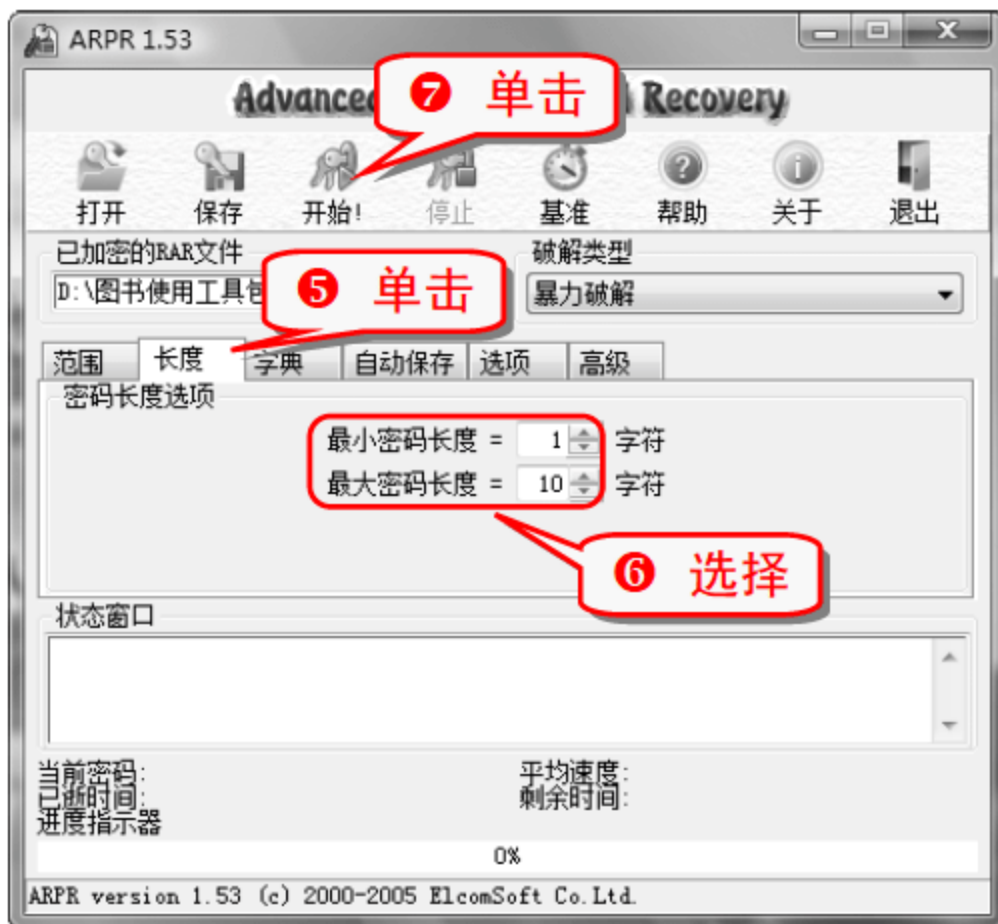 ARPR 1.53
Advanced Recovery
❼ 单击
打开 保存 开始! 停止 基准 帮助 关于 退出
已加密的RAR文件 破解类型
D:\图书使用工具包 暴力破解
❺ 单击
范围 长度 字典 自动保存 选项 高级
密码长度选项
最小密码长度 = 1 字符
最大密码长度 = 10 字符
❻ 选择
状态窗口
当前密码: 平均速度:
已逝时间: 剩余时间:
进度指示器
0%
ARPR version 1.53 (c) 2000-2005 ElcomSoft Co.Ltd.